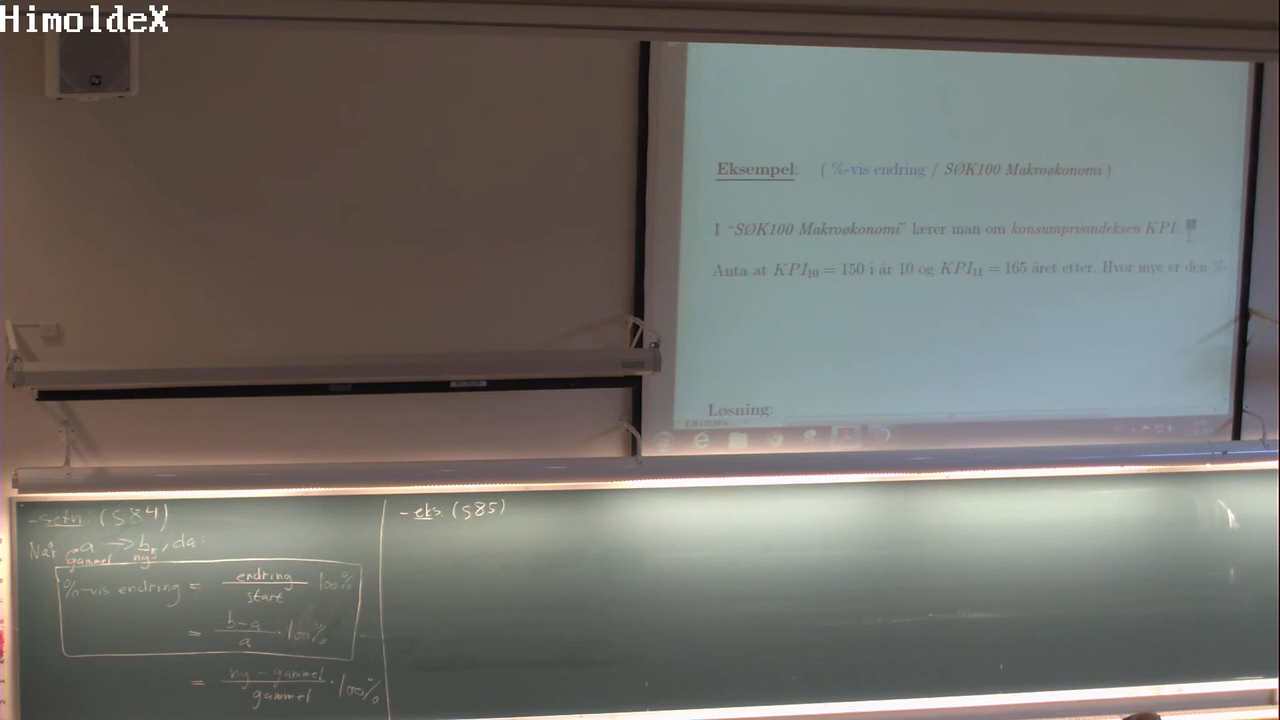 HimoldeX
Eksempel: ( %-vis endring / SØK100 Makroøkonomi )
I "SØK100 Makroøkonomi" lærer man om konsumprisindeksen KPI.
Anta at KPI₁₀ = 150 i år 10 og KPI₁₁ = 165 året etter. Hvor mye er den %-
Løsning:
- setn. (S84)
Når a → b, da:
gammel ny
%-vis endring = endring / start 100%
= b-a / a · 100%
= ny - gammel / gammel · 100%
- eks. (S85)